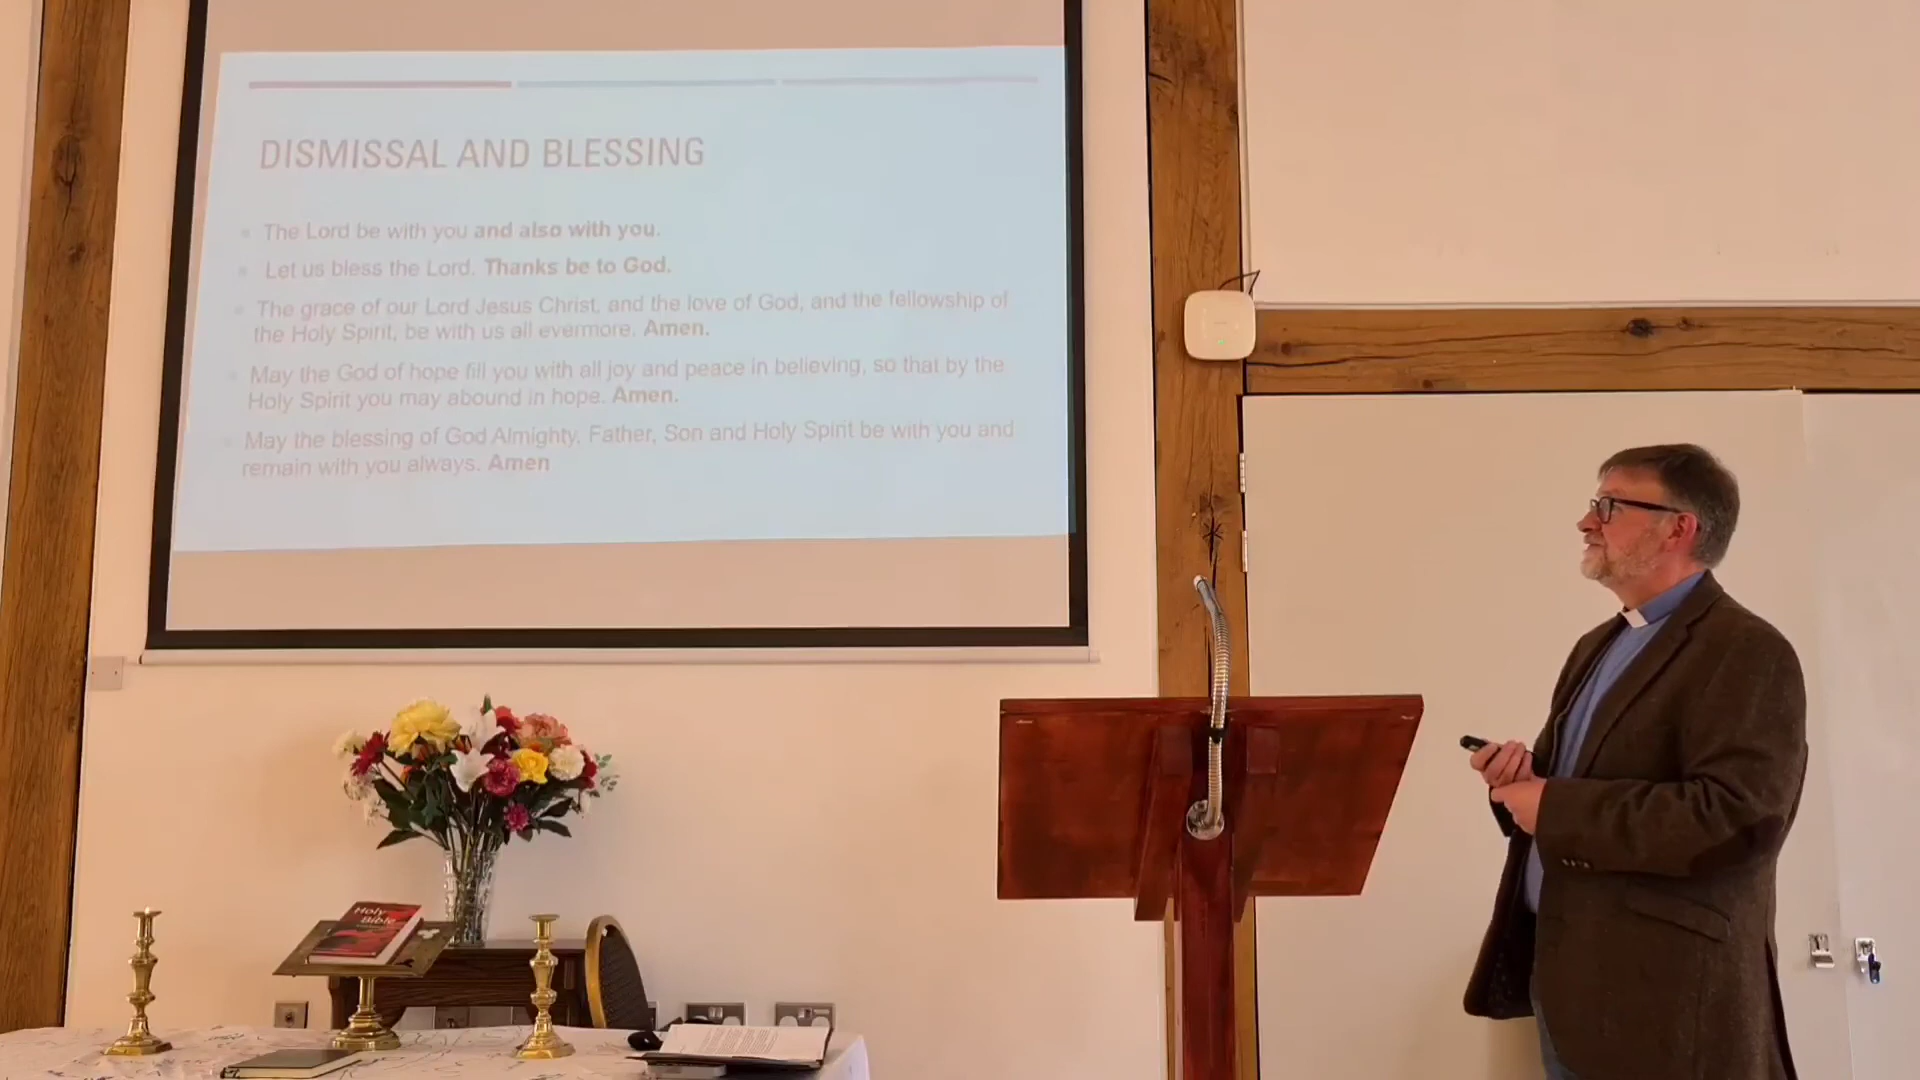 DISMISSAL AND BLESSING
The Lord be with you and also with you.
Let us bless the Lord. Thanks be to God.
The grace of our Lord Jesus Christ, and the love of God, and the fellowship of
the Holy Spirit, be with us all evermore. Amen.
May the God of hope fill you with all joy and peace in believing, so that by the
Holy Spirit you may abound in hope. Amen.
May the blessing of God Almighty, Father, Son and Holy Spirit be with you and
remain with you always. Amen
Holy
Bible